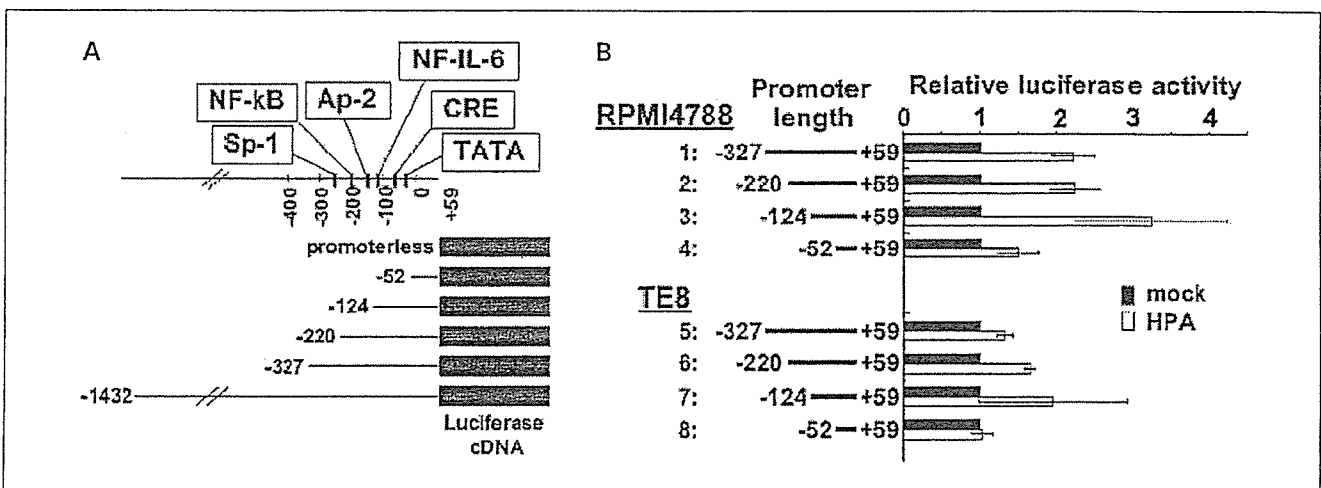 A
NF-IL-6
NF-kB
Ap-2
CRE
Sp-1
TATA
-400
-300
-200
-100
0
+59
promoterless
-52
-124
-220
-327
-1432
Luciferase
cDNA
B
Promoter
length
Relative luciferase activity
RPMI4788
0 1 2 3 4
1: -327 +59
2: -220 +59
3: -124 +59
4: -52 +59
TE8
mock
HPA
5: -327 +59
6: -220 +59
7: -124 +59
8: -52 +59